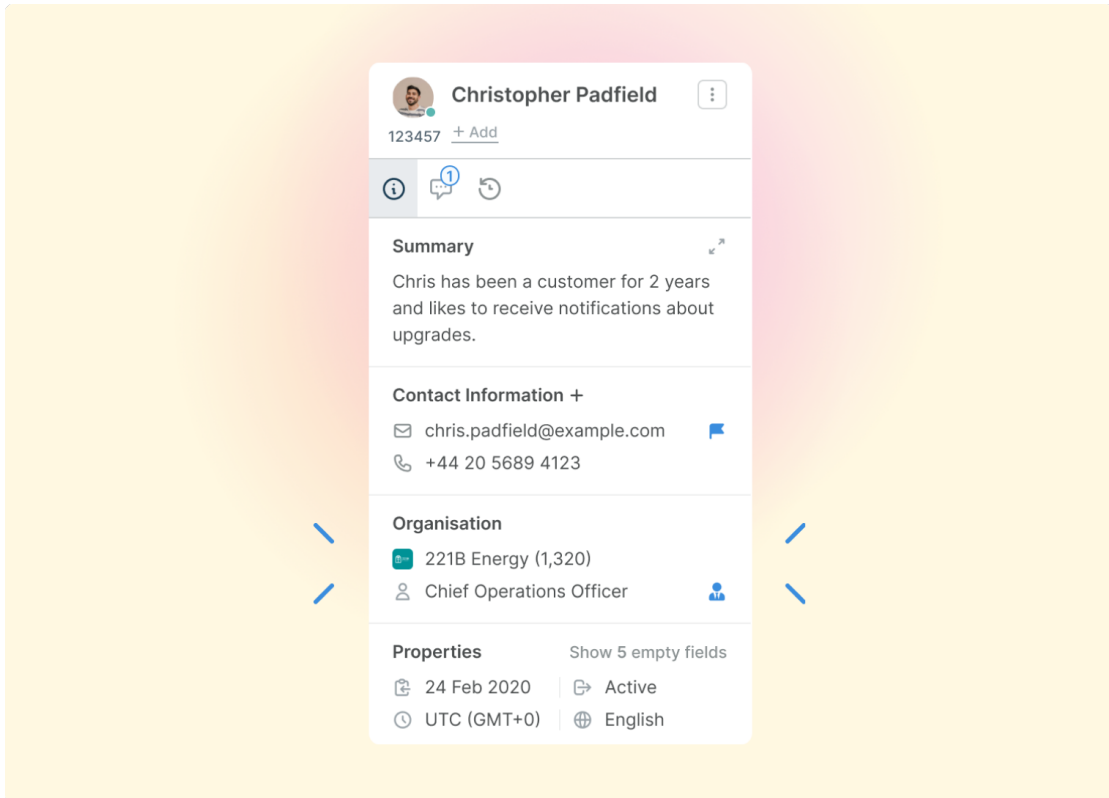 Christopher Padfield
123457 + Add
1
Summary
Chris has been a customer for 2 years
and likes to receive notifications about
upgrades.
Contact Information +
chris.padfield@example.com
+44 20 5689 4123
Organisation
221B Energy (1,320)
Chief Operations Officer
Properties Show 5 empty fields
24 Feb 2020 Active
UTC (GMT+0) English